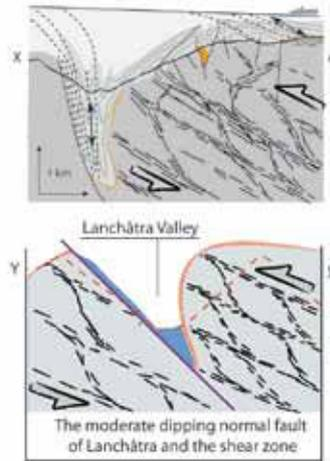 X
1 km
Lanchâtra Valley
Y
The moderate dipping normal fault
of Lanchâtra and the shear zone